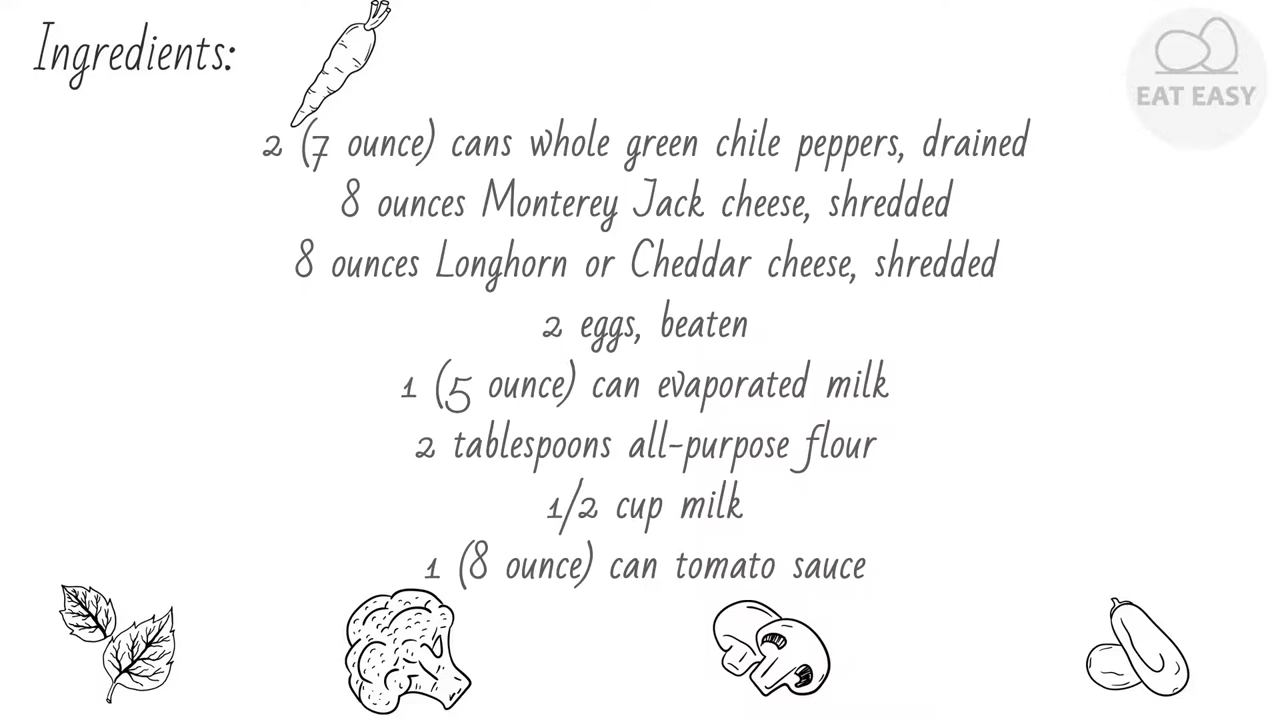 Ingredients:
EAT EASY
2 (7 ounce) cans whole green chile peppers, drained
8 ounces Monterey Jack cheese, shredded
8 ounces Longhorn or Cheddar cheese, shredded
2 eggs, beaten
1 (5 ounce) can evaporated milk
2 tablespoons all-purpose flour
1/2 cup milk
1 (8 ounce) can tomato sauce